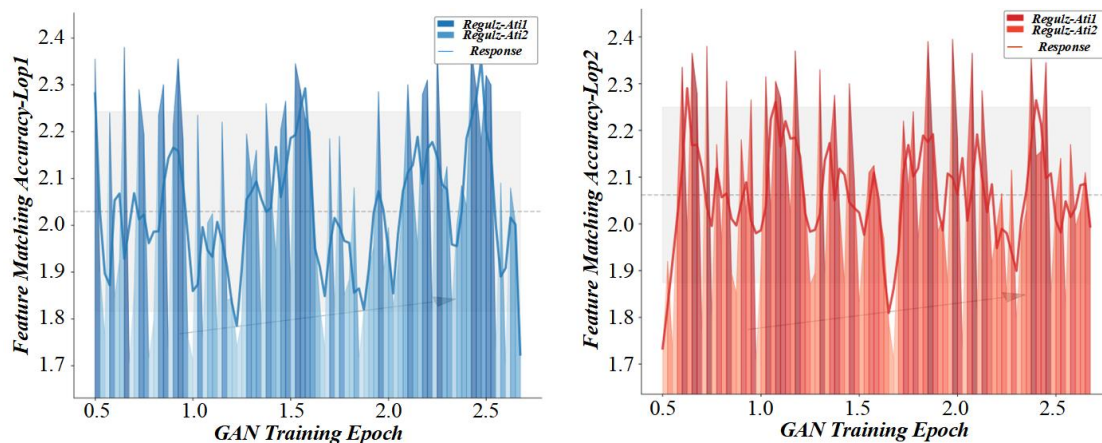 Feature Matching Accuracy-Lop1
2.4
2.3
2.2
2.1
2.0
1.9
1.8
1.7
0.5 1.0 1.5 2.0 2.5
GAN Training Epoch
Regulz-Ati1
Regulz-Ati2
Response
Feature Matching Accuracy-Lop2
2.4
2.3
2.2
2.1
2.0
1.9
1.8
1.7
0.5 1.0 1.5 2.0 2.5
GAN Training Epoch
Regulz-Ati1
Regulz-Ati2
Response